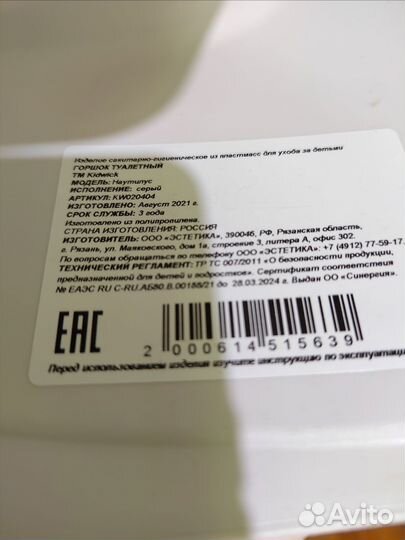 Изделие санитарно-гигиеническое из пластмасс для ухода за детьми
ГОРШОК ТУАЛЕТНЫЙ
ТМ Kidwick
МОДЕЛЬ: Наутилус
ИСПОЛНЕНИЕ: серый
АРТИКУЛ: KW020404
ИЗГОТОВЛЕНО: Август 2021 г.
СРОК СЛУЖБЫ: 3 года
Изготовлено из полипропилена.
СТРАНА ИЗГОТОВЛЕНИЯ: РОССИЯ
ИЗГОТОВИТЕЛЬ: ООО «ЭСТЕТИКА», 390046, РФ, Рязанская область,
г. Рязань, ул. Маяковского, дом 1а, строение 3, литера А, офис 302.
По вопросам обращаться по телефону ООО «ЭСТЕТИКА»: +7 (4912) 77-59-17.
ТЕХНИЧЕСКИЙ РЕГЛАМЕНТ: ТР ТС 007/2011 «О безопасности продукции,
предназначенной для детей и подростков». Сертификат соответствия
№ ЕАЭС RU C-RU.АБ80.В.00155/21 до 28.03.2024 г. Выдан ОО «Синергия».
EAC
2 000614 515639
Перед использованием изделия изучите инструкцию по эксплуатации
Avito